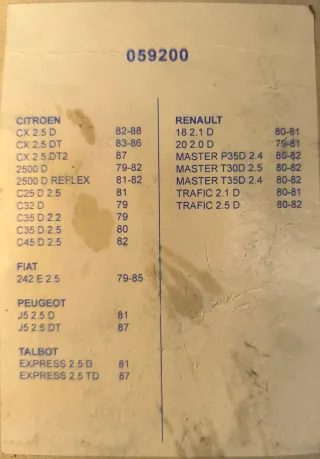 059200
CITROEN
CX 2.5 D 82-88
CX 2.5 DT 83-86
CX 2.5.DT2 87
2500 D 79-82
2500 D REFLEX 81-82
C25 D 2.5 81
C32 D 79
C35 D 2.2 79
C35 D 2.5 80
C45 D 2.5 82
FIAT
242 E 2.5 79-85
PEUGEOT
J5 2.5 D 81
J5 2.5 DT 87
TALBOT
EXPRESS 2.5 D 81
EXPRESS 2.5 TD 87
RENAULT
18 2.1 D 80-81
20 2.0 D 79-81
MASTER P35D 2.4 80-82
MASTER T30D 2.5 80-82
MASTER T35D 2.4 80-82
TRAFIC 2.1 D 80-81
TRAFIC 2.5 D 80-82